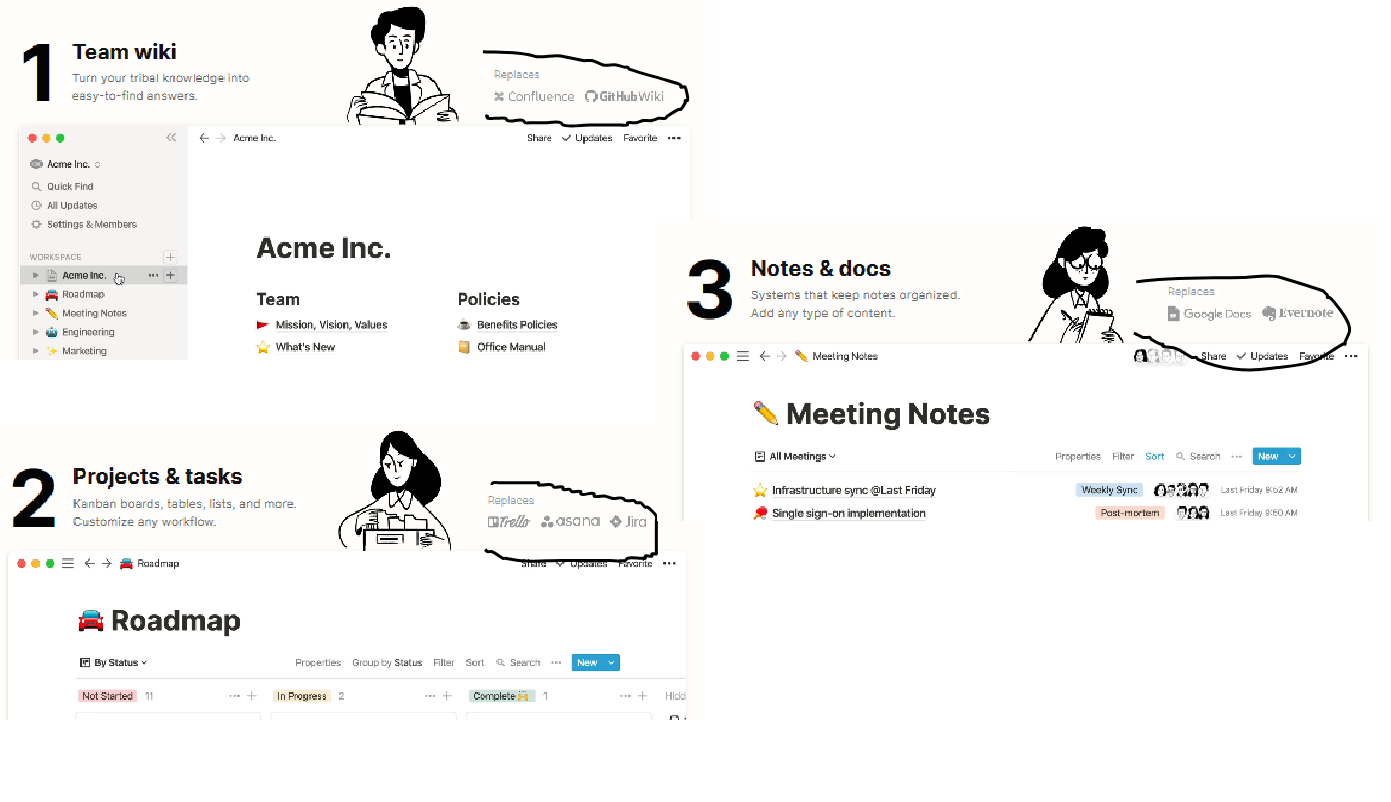 1
Team wiki
Turn your tribal knowledge into
easy-to-find answers.
Replaces
Confluence GitHub Wiki
Acme Inc.
Share Updates Favorite
Acme Inc.
Quick Find
All Updates
Settings & Members
WORKSPACE
Acme Inc.
Roadmap
Meeting Notes
Engineering
Marketing
Acme Inc.
Team
Mission, Vision, Values
What's New
Policies
Benefits Policies
Office Manual
2
Projects & tasks
Kanban boards, tables, lists, and more.
Customize any workflow.
Replaces
Trello asana Jira
Roadmap
Share Updates Favorite
Roadmap
By Status
Properties Group by Status Filter Sort Search New
Not Started 11
In Progress 2
Complete 🙌 1
3
Notes & docs
Systems that keep notes organized.
Add any type of content.
Replaces
Google Docs Evernote
Meeting Notes
Share Updates Favorite
Meeting Notes
All Meetings
Properties Filter Sort Search New
Infrastructure sync @Last Friday Weekly Sync Last Friday 9:52 AM
Single sign-on implementation Post-mortem Last Friday 9:50 AM